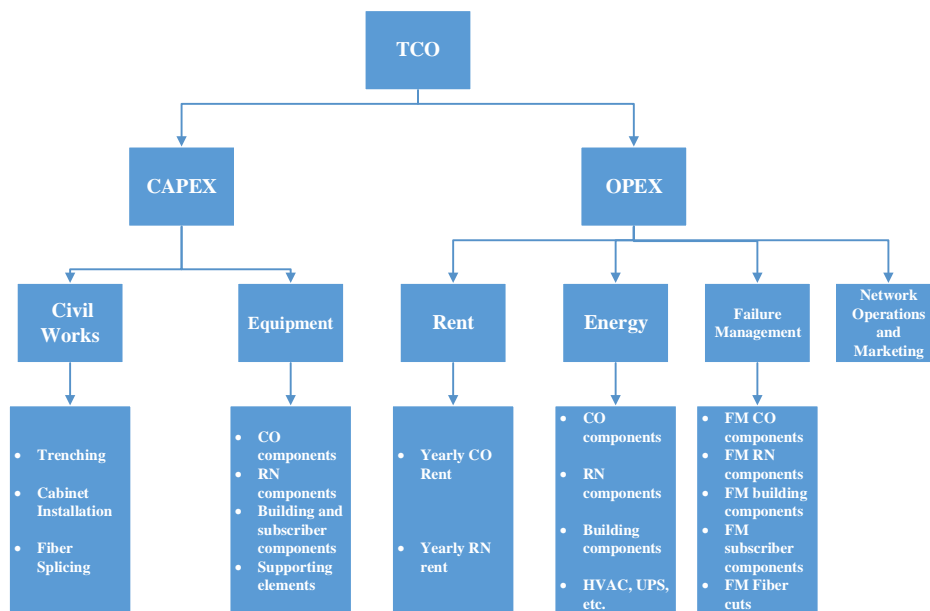 TCO
CAPEX
OPEX
Civil
Works
Equipment
Rent
Energy
Failure
Management
Network
Operations
and
Marketing
• Trenching
• Cabinet
Installation
• Fiber
Splicing
• CO
components
• RN
components
• Building and
subscriber
components
• Supporting
elements
• Yearly CO
Rent
• Yearly RN
rent
• CO
components
• RN
components
• Building
components
• HVAC, UPS,
etc.
• FM CO
components
• FM RN
components
• FM building
components
• FM
subscriber
components
• FM Fiber
cuts